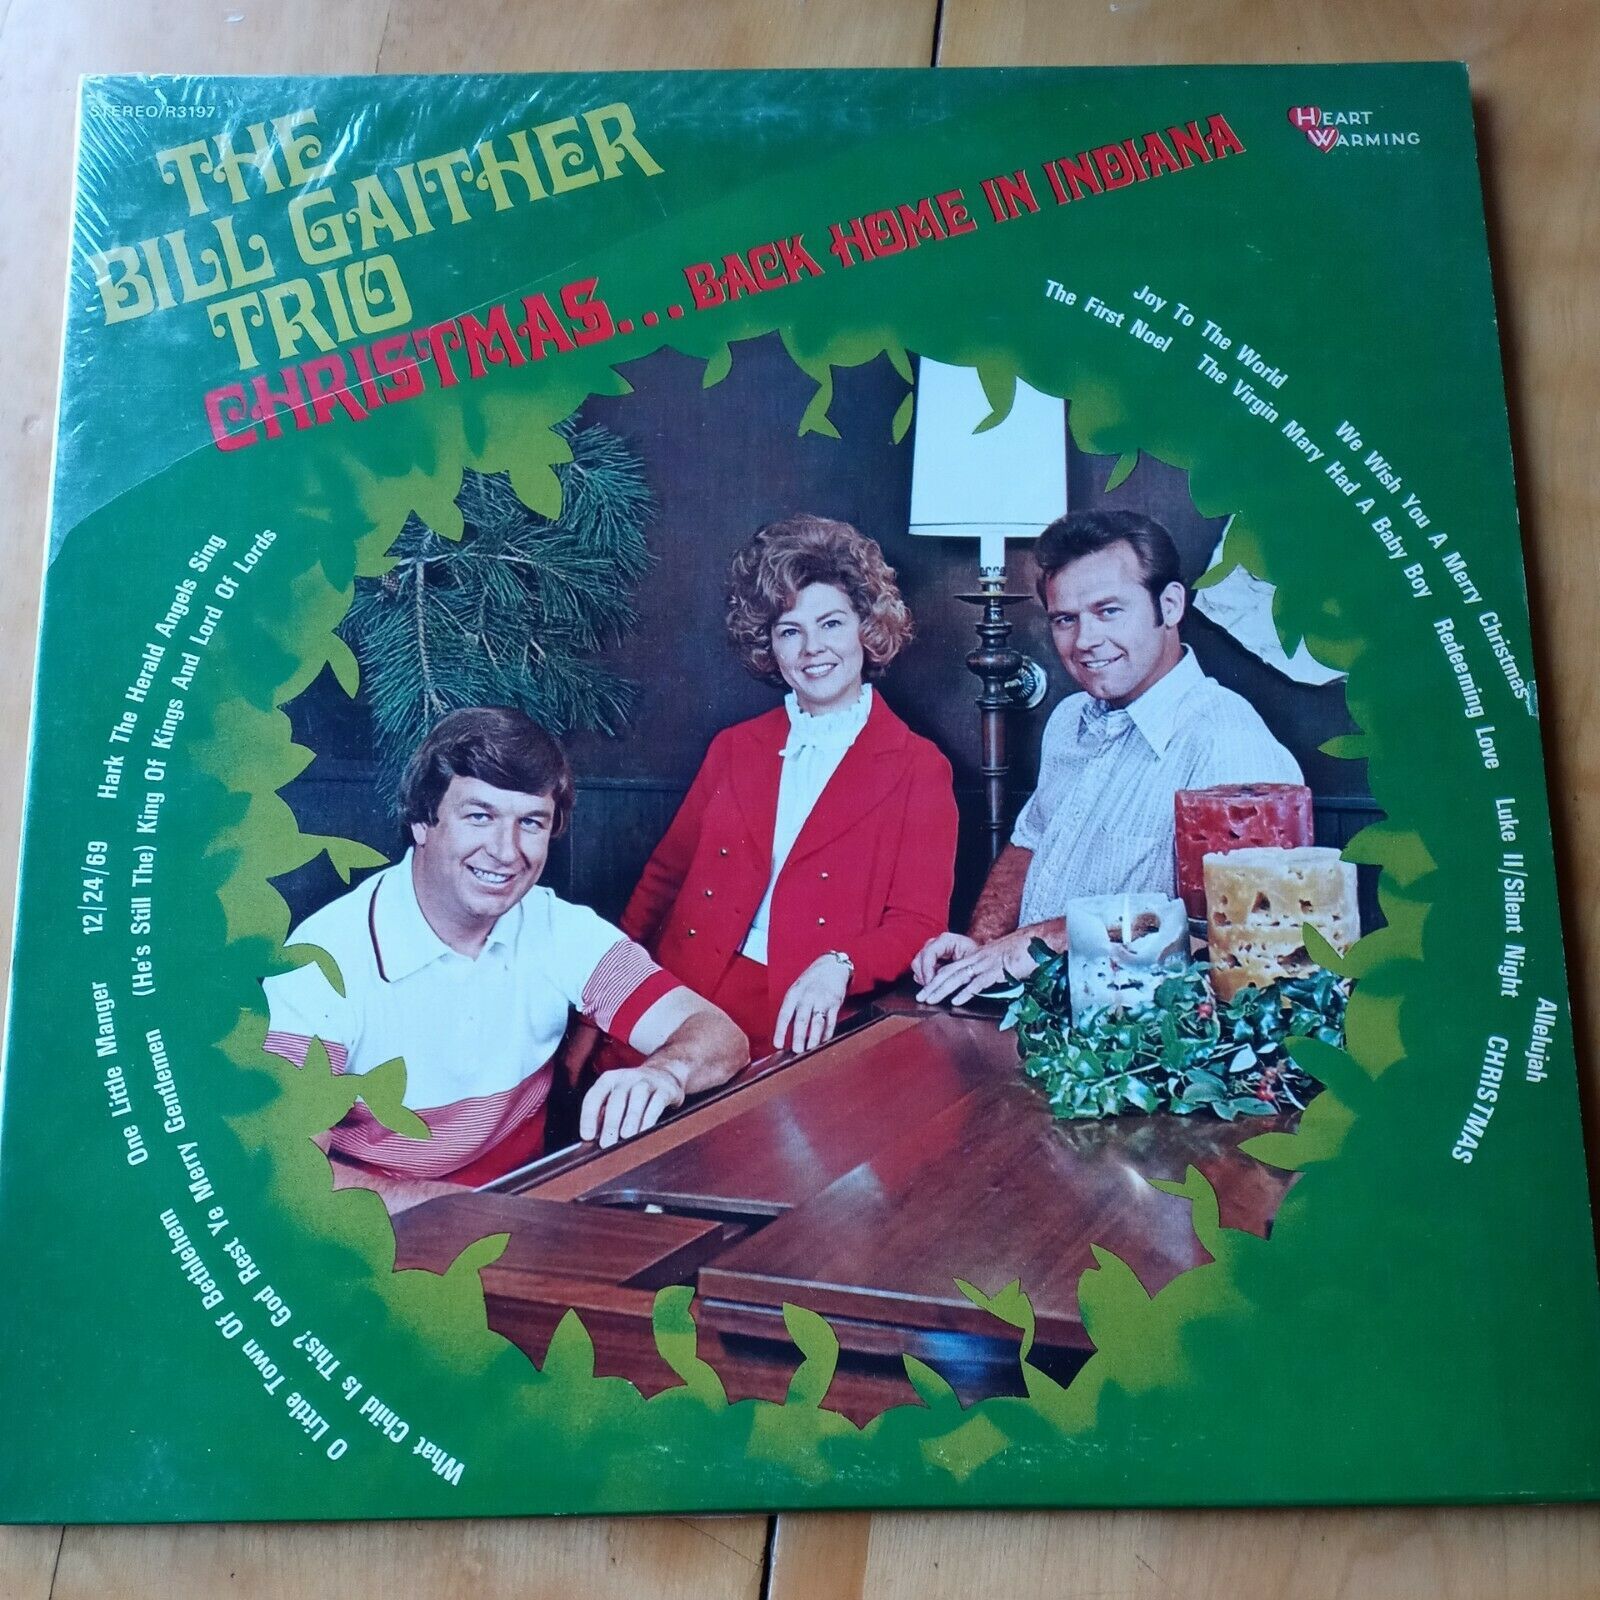 STEREO/R3197
THE
BILL GAITHER
TRIO
CHRISTMAS... BACK HOME IN INDIANA
HEART
WARMING
Joy To The World We Wish You A Merry Christmas
The First Noel The Virgin Mary Had A Baby Boy Redeeming Love Luke II/Silent Night Allelujah
CHRISTMAS
O Little Town Of Bethlehem One Little Manger 12/24/69 Hark The Herald Angels Sing
What Child Is This? God Rest Ye Merry Gentlemen (He's Still The) King Of Kings And Lord Of Lords